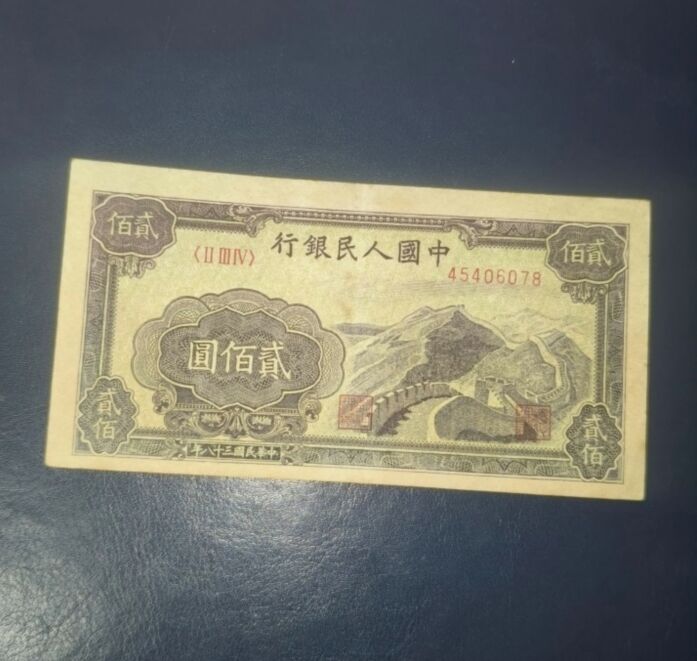 貳佰
行銀民人國中
貳佰
〈II III IV〉
45406078
圓佰貳
貳佰
貳佰
年八十三國民華中